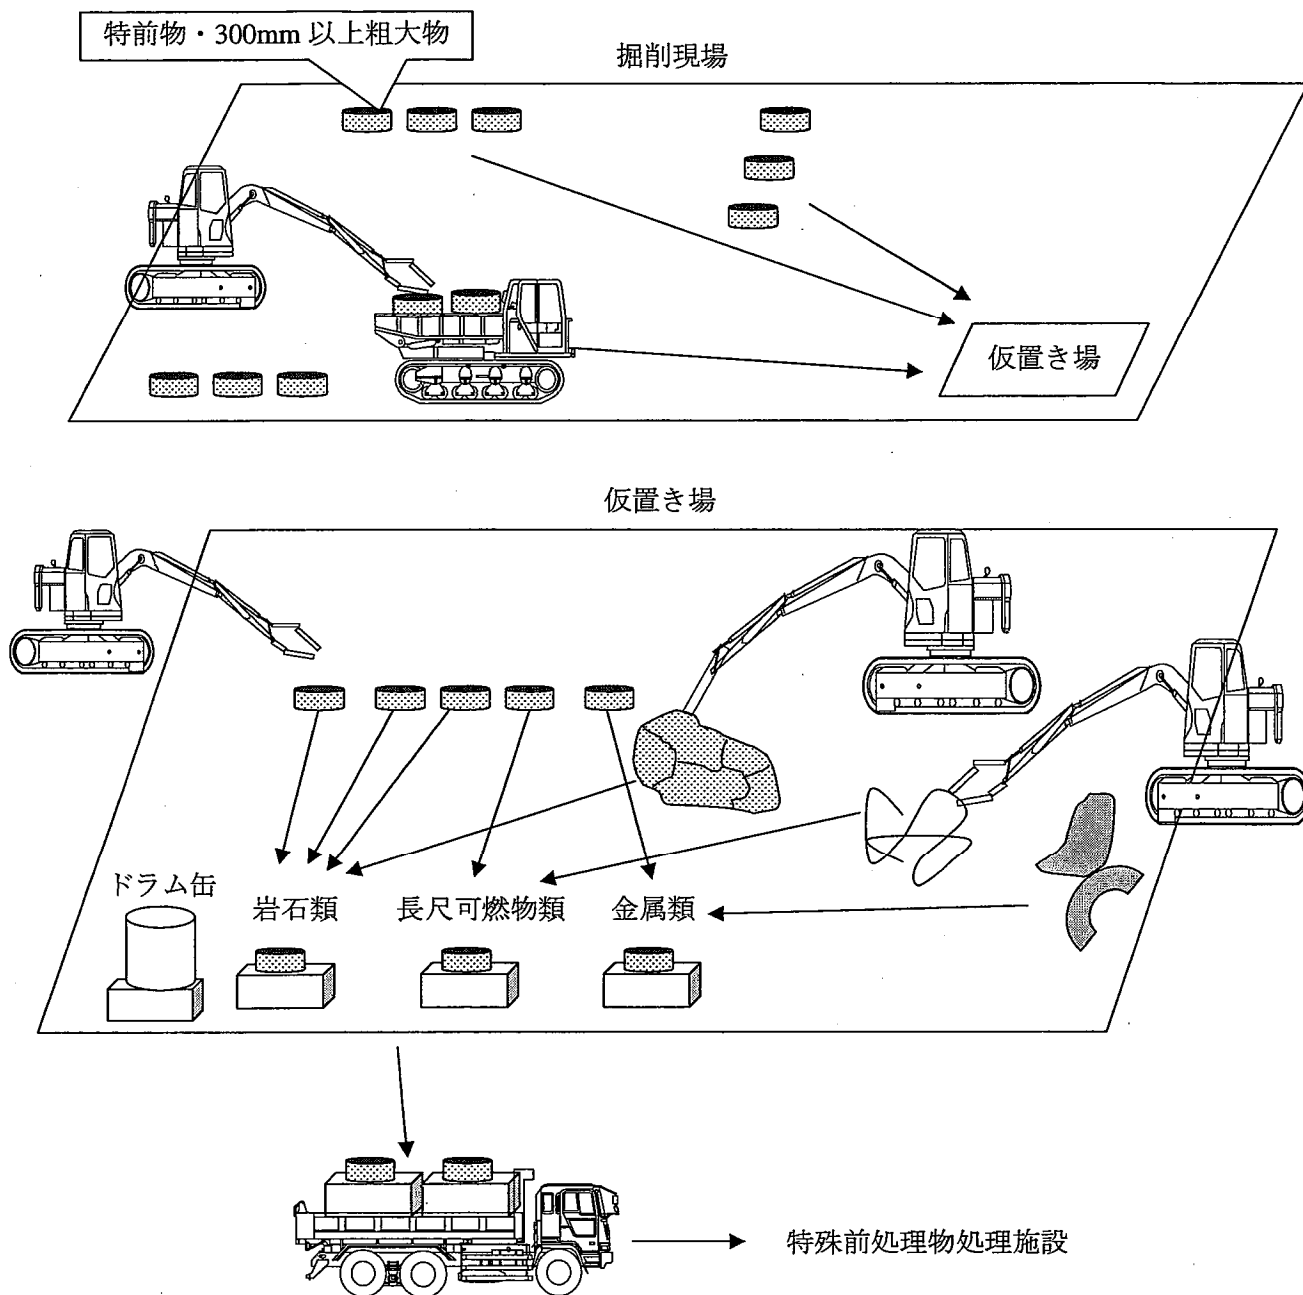 特前物・300mm 以上粗大物
掘削現場
仮置き場
仮置き場
ドラム缶
岩石類
長尺可燃物類
金属類
特殊前処理物処理施設